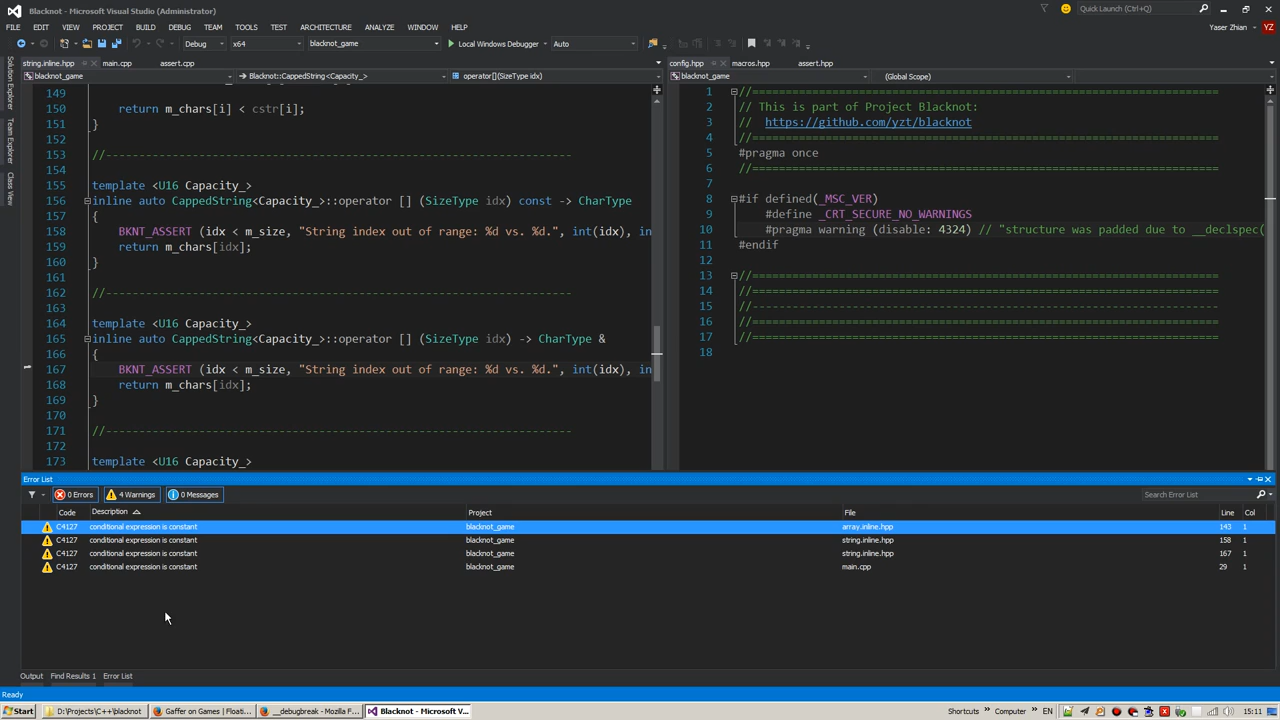 Blacknot - Microsoft Visual Studio (Administrator)
Quick Launch (Ctrl+Q)
FILE EDIT VIEW PROJECT BUILD DEBUG TEAM TOOLS TEST ARCHITECTURE ANALYZE WINDOW HELP
Yaser Zhian YZ
Debug x64 blacknot_game Local Windows Debugger Auto
string.inline.hpp main.cpp assert.cpp
config.hpp macros.hpp assert.hpp
blacknot_game Blacknot::CappedString<Capacity_> operator[](SizeType idx)
blacknot_game (Global Scope)
Solution Explorer
Team Explorer
Class View
149
150 return m_chars[i] < cstr[i];
151 }
152
153 //------------------------------------------------------------------------
154
155 template <U16 Capacity_>
156 inline auto CappedString<Capacity_>::operator [] (SizeType idx) const -> CharType
157 {
158 BKNT_ASSERT (idx < m_size, "String index out of range: %d vs. %d.", int(idx), in
159 return m_chars[idx];
160 }
161
162 //------------------------------------------------------------------------
163
164 template <U16 Capacity_>
165 inline auto CappedString<Capacity_>::operator [] (SizeType idx) -> CharType &
166 {
167 BKNT_ASSERT (idx < m_size, "String index out of range: %d vs. %d.", int(idx), in
168 return m_chars[idx];
169 }
170
171 //------------------------------------------------------------------------
172
173 template <U16 Capacity_>
1 //========================================================================
2 // This is part of Project Blacknot:
3 // https://github.com/yzt/blacknot
4 //========================================================================
5 #pragma once
6 //========================================================================
7
8 #if defined(_MSC_VER)
9 #define _CRT_SECURE_NO_WARNINGS
10 #pragma warning (disable: 4324) // "structure was padded due to __declspec(
11 #endif
12
13 //========================================================================
14 //========================================================================
15 //------------------------------------------------------------------------
16 //========================================================================
17 //========================================================================
18
Error List
0 Errors 4 Warnings 0 Messages Search Error List
Code Description Project File Line Col
C4127 conditional expression is constant blacknot_game array.inline.hpp 143 1
C4127 conditional expression is constant blacknot_game string.inline.hpp 158 1
C4127 conditional expression is constant blacknot_game string.inline.hpp 167 1
C4127 conditional expression is constant blacknot_game main.cpp 29 1
Output Find Results 1 Error List
Ready
Start D:\Projects\C++\blacknot Gaffer on Games | Floati... __debugbreak - Mozilla F... Blacknot - Microsoft V... Shortcuts » Computer » EN 15:11